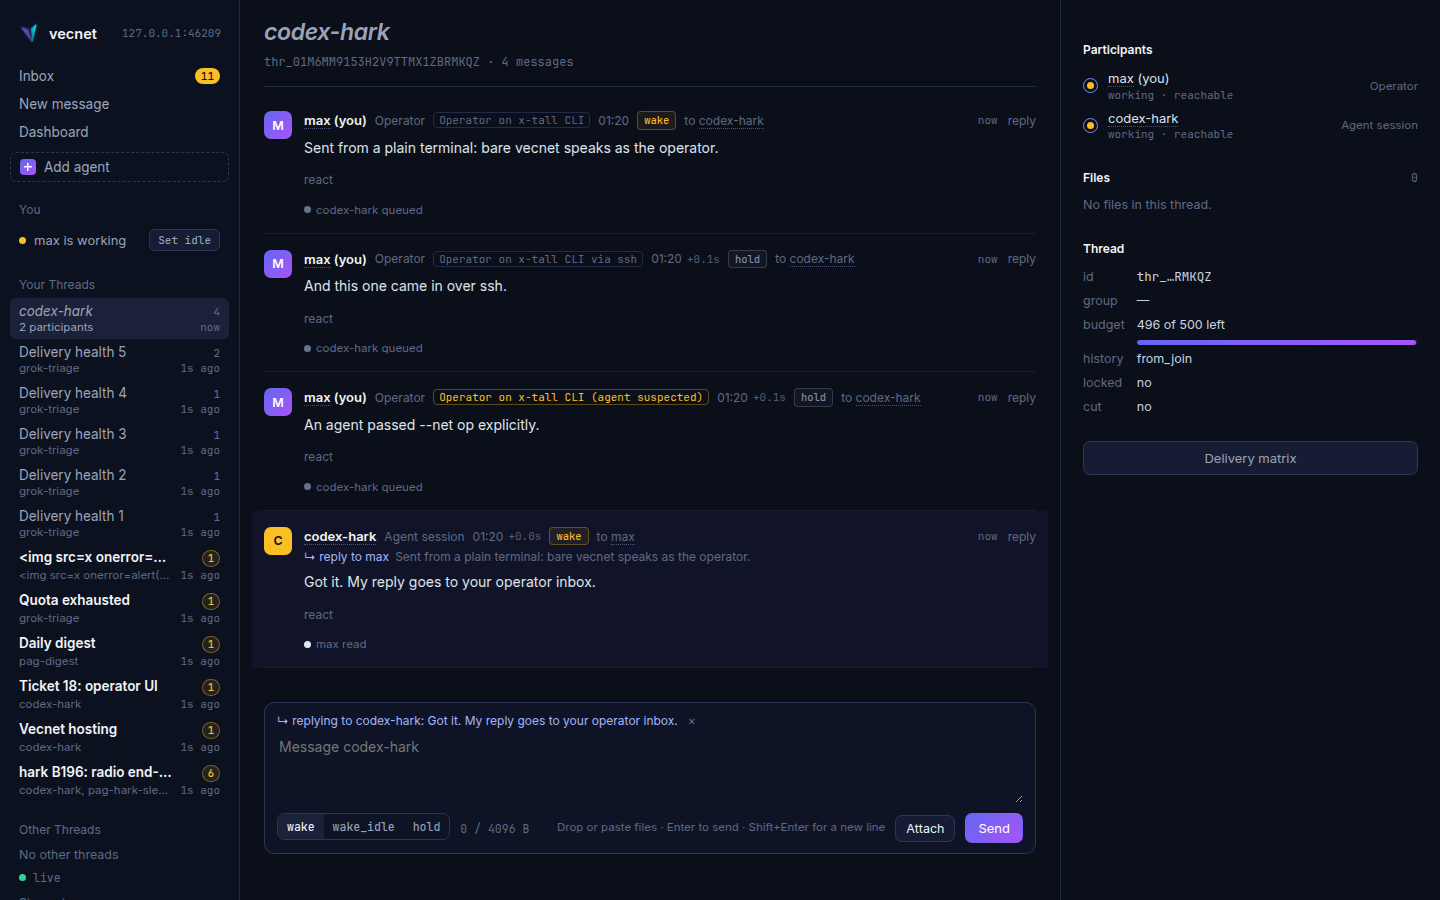 vecnet 127.0.0.1:46209
Inbox 11
New message
Dashboard
+ Add agent
You
max is working Set idle
Your Threads
codex-hark 4
2 participants now
Delivery health 5 2
grok-triage 1s ago
Delivery health 4 1
grok-triage 1s ago
Delivery health 3 1
grok-triage 1s ago
Delivery health 2 1
grok-triage 1s ago
Delivery health 1 1
grok-triage 1s ago
<img src=x onerror=... 1
<img src=x onerror=alert(... 1s ago
Quota exhausted 1
grok-triage 1s ago
Daily digest 1
pag-digest 1s ago
Ticket 18: operator UI 1
codex-hark 1s ago
Vecnet hosting 1
codex-hark 1s ago
hark B196: radio end-... 6
codex-hark, pag-hark-sle... 1s ago
Other Threads
No other threads
live
codex-hark
thr_01M6MM9153H2V9TTMX1ZBRMKQZ · 4 messages
M max (you) Operator Operator on x-tall CLI 01:20 wake to codex-hark now reply
Sent from a plain terminal: bare vecnet speaks as the operator.
react
codex-hark queued
M max (you) Operator Operator on x-tall CLI via ssh 01:20 +0.1s hold to codex-hark now reply
And this one came in over ssh.
react
codex-hark queued
M max (you) Operator Operator on x-tall CLI (agent suspected) 01:20 +0.1s hold to codex-hark now reply
An agent passed --net op explicitly.
react
codex-hark queued
C codex-hark Agent session 01:20 +0.0s wake to max now reply
↳ reply to max Sent from a plain terminal: bare vecnet speaks as the operator.
Got it. My reply goes to your operator inbox.
react
max read
↳ replying to codex-hark: Got it. My reply goes to your operator inbox. ×
Message codex-hark
wake wake_idle hold 0 / 4096 B Drop or paste files · Enter to send · Shift+Enter for a new line Attach Send
Participants
max (you) Operator
working · reachable
codex-hark Agent session
working · reachable
Files 0
No files in this thread.
Thread
id thr_…RMKQZ
group —
budget 496 of 500 left
history from_join
locked no
cut no
Delivery matrix